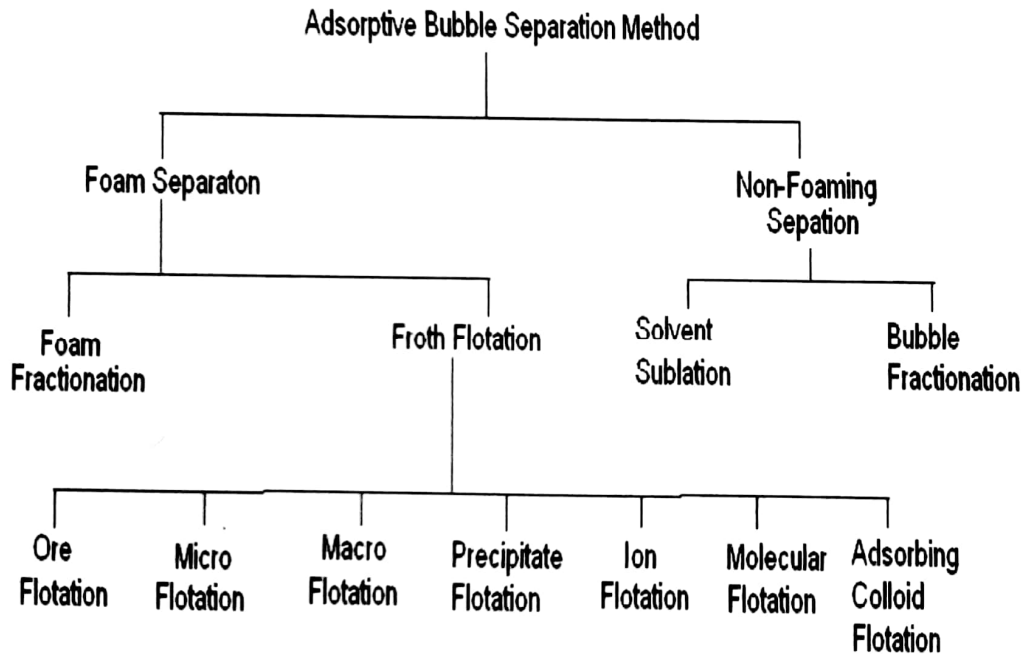 Adsorptive Bubble Separation Method
Foam Separaton
Non-Foaming
Sepation
Foam
Fractionation
Froth Flotation
Solvent
Sublation
Bubble
Fractionation
Ore
Flotation
Micro
Flotation
Macro
Flotation
Precipitate
Flotation
Ion
Flotation
Molecular
Flotation
Adsorbing
Colloid
Flotation